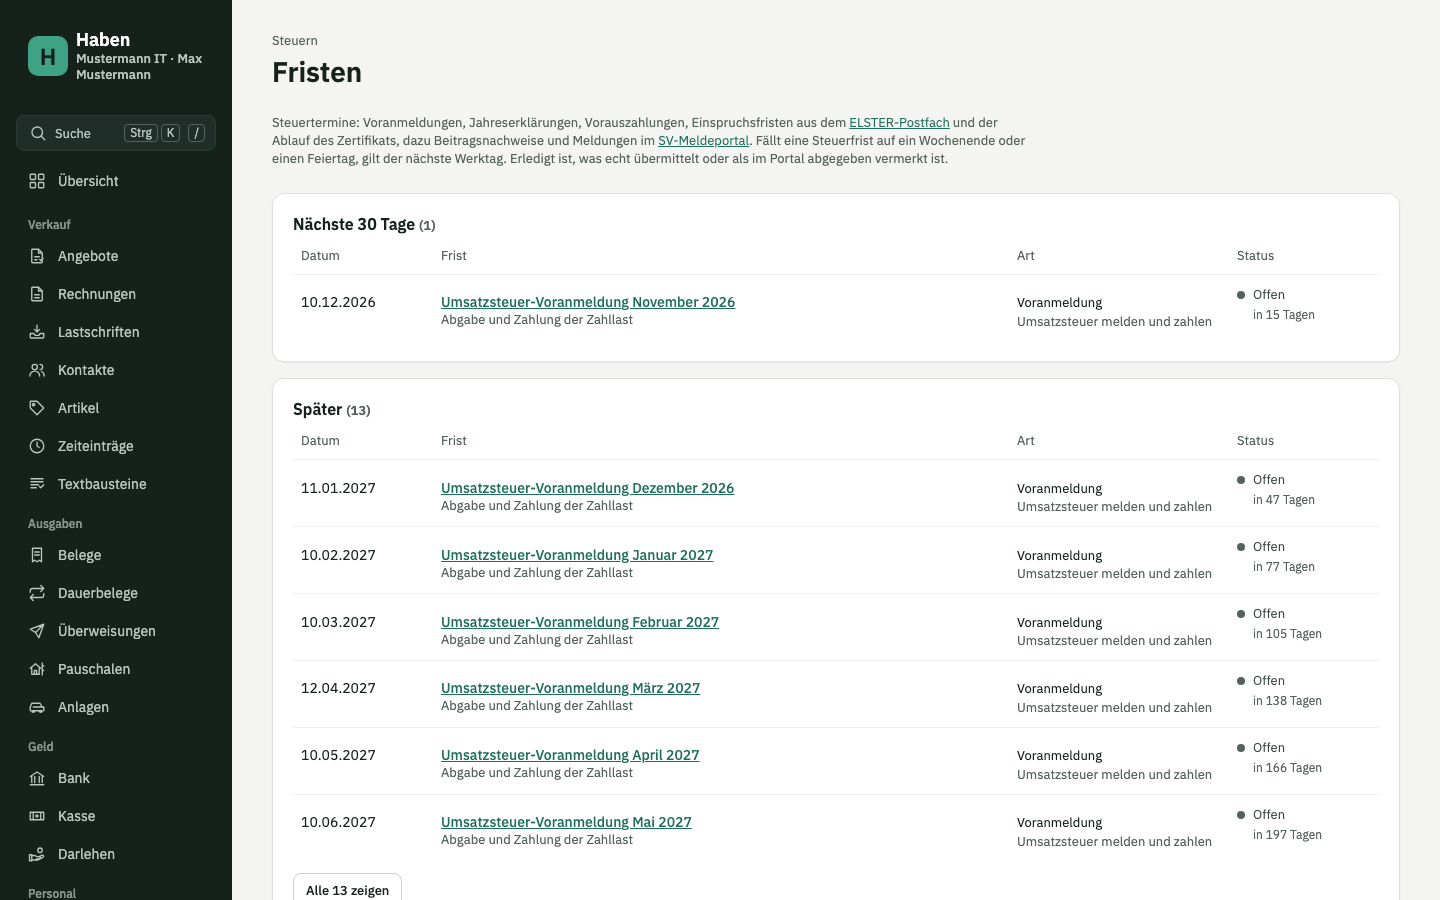 H
Haben
Mustermann IT · Max
Mustermann
Suche Strg K /
Übersicht
Verkauf
Angebote
Rechnungen
Lastschriften
Kontakte
Artikel
Zeiteinträge
Textbausteine
Ausgaben
Belege
Dauerbelege
Überweisungen
Pauschalen
Anlagen
Geld
Bank
Kasse
Darlehen
Personal
Steuern
Fristen
Steuertermine: Voranmeldungen, Jahreserklärungen, Vorauszahlungen, Einspruchsfristen aus dem ELSTER-Postfach und der
Ablauf des Zertifikats, dazu Beitragsnachweise und Meldungen im SV-Meldeportal. Fällt eine Steuerfrist auf ein Wochenende oder
einen Feiertag, gilt der nächste Werktag. Erledigt ist, was echt übermittelt oder als im Portal abgegeben vermerkt ist.
Nächste 30 Tage (1)
Datum Frist Art Status
10.12.2026 Umsatzsteuer-Voranmeldung November 2026 Voranmeldung Offen
Abgabe und Zahlung der Zahllast Umsatzsteuer melden und zahlen in 15 Tagen
Später (13)
Datum Frist Art Status
11.01.2027 Umsatzsteuer-Voranmeldung Dezember 2026 Voranmeldung Offen
Abgabe und Zahlung der Zahllast Umsatzsteuer melden und zahlen in 47 Tagen
10.02.2027 Umsatzsteuer-Voranmeldung Januar 2027 Voranmeldung Offen
Abgabe und Zahlung der Zahllast Umsatzsteuer melden und zahlen in 77 Tagen
10.03.2027 Umsatzsteuer-Voranmeldung Februar 2027 Voranmeldung Offen
Abgabe und Zahlung der Zahllast Umsatzsteuer melden und zahlen in 105 Tagen
12.04.2027 Umsatzsteuer-Voranmeldung März 2027 Voranmeldung Offen
Abgabe und Zahlung der Zahllast Umsatzsteuer melden und zahlen in 138 Tagen
10.05.2027 Umsatzsteuer-Voranmeldung April 2027 Voranmeldung Offen
Abgabe und Zahlung der Zahllast Umsatzsteuer melden und zahlen in 166 Tagen
10.06.2027 Umsatzsteuer-Voranmeldung Mai 2027 Voranmeldung Offen
Abgabe und Zahlung der Zahllast Umsatzsteuer melden und zahlen in 197 Tagen
Alle 13 zeigen